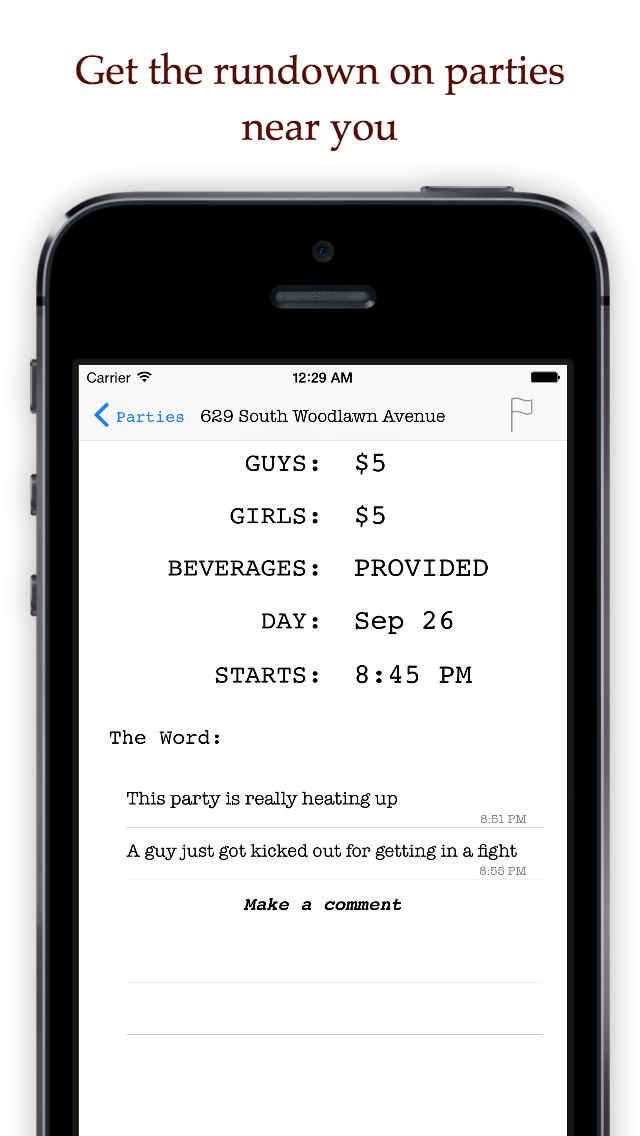 Get the rundown on parties
near you
Carrier 12:29 AM
Parties 629 South Woodlawn Avenue
GUYS: $5
GIRLS: $5
BEVERAGES: PROVIDED
DAY: Sep 26
STARTS: 8:45 PM
The Word:
This party is really heating up
8:51 PM
A guy just got kicked out for getting in a fight
8:55 PM
Make a comment